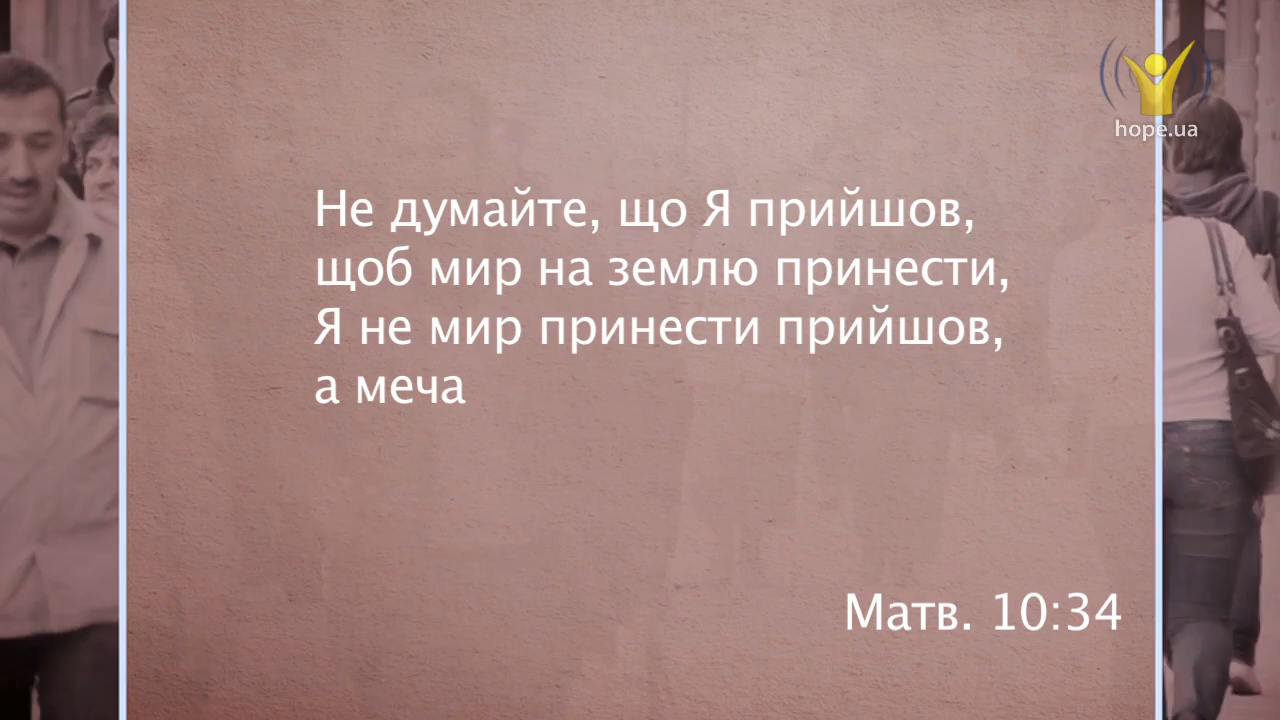 hope.ua
Не думайте, що Я прийшов,
щоб мир на землю принести,
Я не мир принести прийшов,
а меча
Матв. 10:34